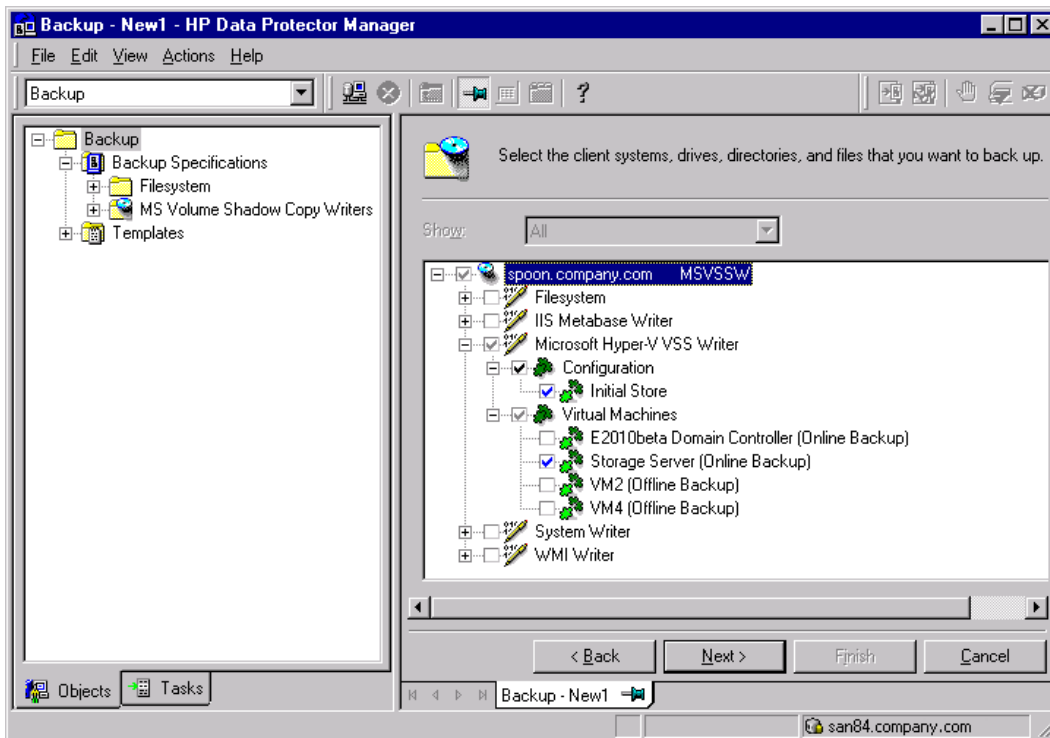 Backup - New1 - HP Data Protector Manager
File Edit View Actions Help
Backup
?
Backup
Backup Specifications
Filesystem
MS Volume Shadow Copy Writers
Templates
Objects
Tasks
Select the client systems, drives, directories, and files that you want to back up.
Show:
All
spoon.company.com MSVSSW
Filesystem
IIS Metabase Writer
Microsoft Hyper-V VSS Writer
Configuration
Initial Store
Virtual Machines
E2010beta Domain Controller (Online Backup)
Storage Server (Online Backup)
VM2 (Offline Backup)
VM4 (Offline Backup)
System Writer
WMI Writer
< Back
Next >
Finish
Cancel
Backup - New1
san84.company.com